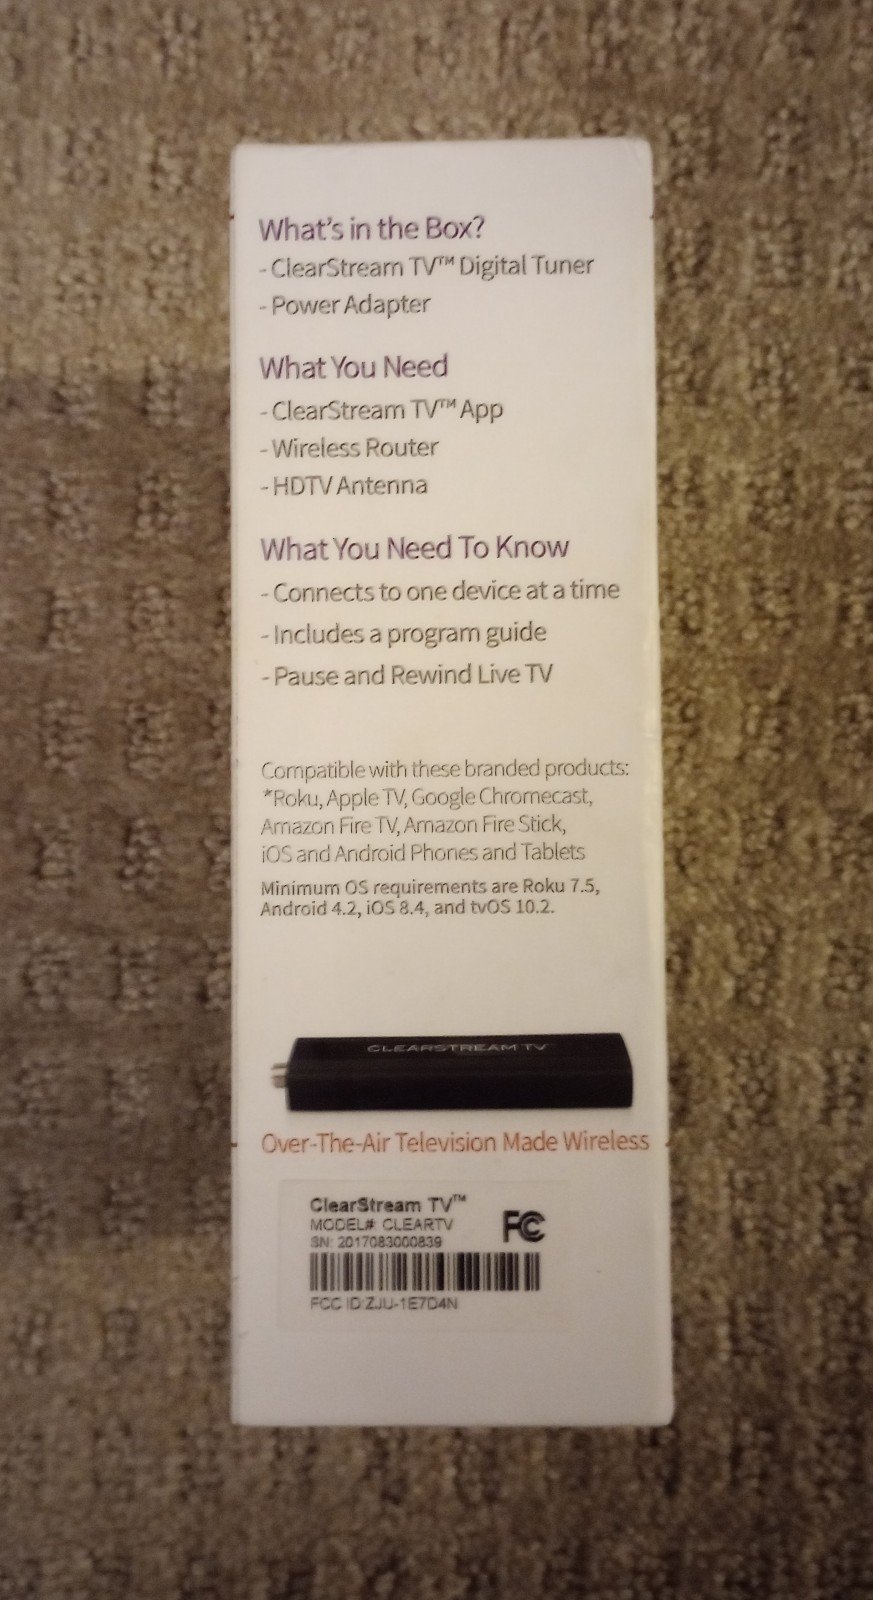 What's in the Box?
- ClearStream TV™ Digital Tuner
- Power Adapter
What You Need
- ClearStream TV™ App
- Wireless Router
- HDTV Antenna
What You Need To Know
- Connects to one device at a time
- Includes a program guide
- Pause and Rewind Live TV
Compatible with these branded products:
*Roku, Apple TV, Google Chromecast,
Amazon Fire TV, Amazon Fire Stick,
iOS and Android Phones and Tablets
Minimum OS requirements are Roku 7.5,
Android 4.2, iOS 8.4, and tvOS 10.2.
CLEARSTREAM TV
Over-The-Air Television Made Wireless
ClearStream TV™
MODEL#: CLEARTV
FC
SN: 2017083000839
FCC ID:ZJU-1E7D4N